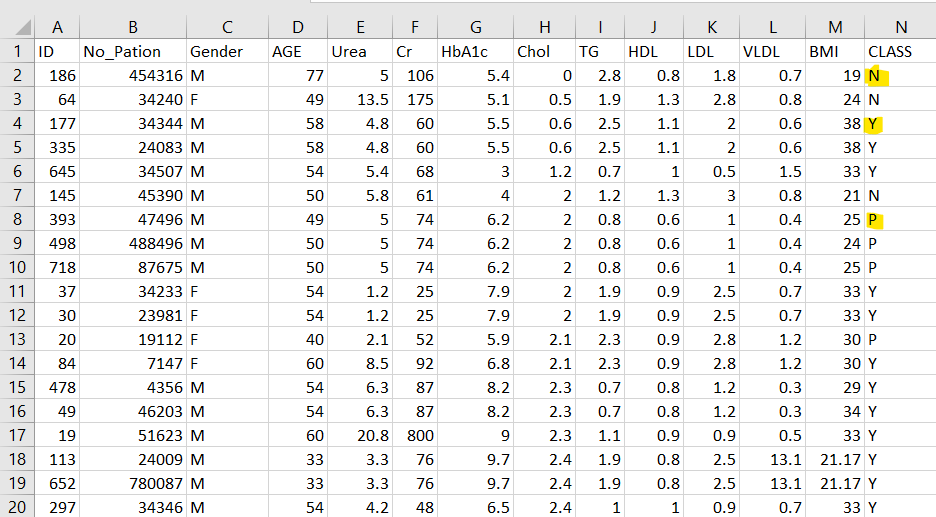 A B C D E F G H I J K L M N
1 ID No_Pation Gender AGE Urea Cr HbA1c Chol TG HDL LDL VLDL BMI CLASS
2 186 454316 M 77 5 106 5.4 0 2.8 0.8 1.8 0.7 19 N
3 64 34240 F 49 13.5 175 5.1 0.5 1.9 1.3 2.8 0.8 24 N
4 177 34344 M 58 4.8 60 5.5 0.6 2.5 1.1 2 0.6 38 Y
5 335 24083 M 58 4.8 60 5.5 0.6 2.5 1.1 2 0.6 38 Y
6 645 34507 M 54 5.4 68 3 1.2 0.7 1 0.5 1.5 33 Y
7 145 45390 M 50 5.8 61 4 2 1.2 1.3 3 0.8 21 N
8 393 47496 M 49 5 74 6.2 2 0.8 0.6 1 0.4 25 P
9 498 488496 M 50 5 74 6.2 2 0.8 0.6 1 0.4 24 P
10 718 87675 M 50 5 74 6.2 2 0.8 0.6 1 0.4 25 P
11 37 34233 F 54 1.2 25 7.9 2 1.9 0.9 2.5 0.7 33 Y
12 30 23981 F 54 1.2 25 7.9 2 1.9 0.9 2.5 0.7 33 Y
13 20 19112 F 40 2.1 52 5.9 2.1 2.3 0.9 2.8 1.2 30 P
14 84 7147 F 60 8.5 92 6.8 2.1 2.3 0.9 2.8 1.2 30 Y
15 478 4356 M 54 6.3 87 8.2 2.3 0.7 0.8 1.2 0.3 29 Y
16 49 46203 M 54 6.3 87 8.2 2.3 0.7 0.8 1.2 0.3 34 Y
17 19 51623 M 60 20.8 800 9 2.3 1.1 0.9 0.9 0.5 33 Y
18 113 24009 M 33 3.3 76 9.7 2.4 1.9 0.8 2.5 13.1 21.17 Y
19 652 780087 M 33 3.3 76 9.7 2.4 1.9 0.8 2.5 13.1 21.17 Y
20 297 34346 M 54 4.2 48 6.5 2.4 1 1 0.9 0.7 33 Y